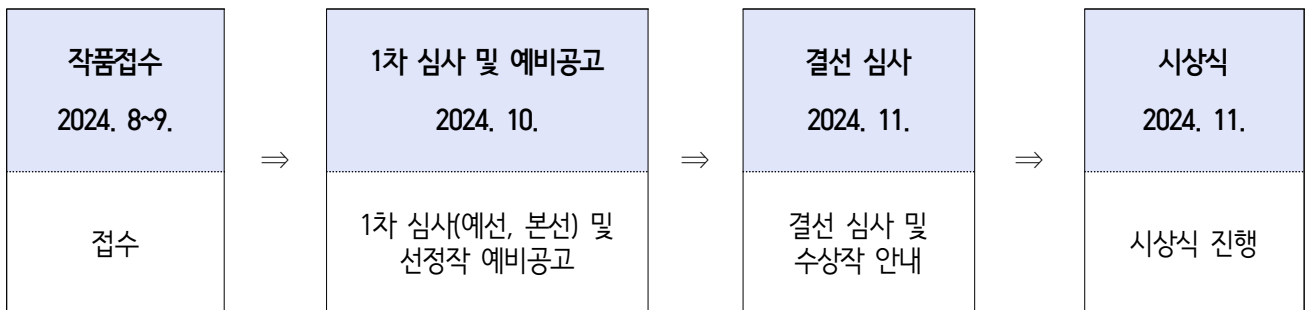 작품접수
2024. 8~9.
접수
⇒
1차 심사 및 예비공고
2024. 10.
1차 심사(예선, 본선) 및
선정작 예비공고
⇒
결선 심사
2024. 11.
결선 심사 및
수상작 안내
⇒
시상식
2024. 11.
시상식 진행